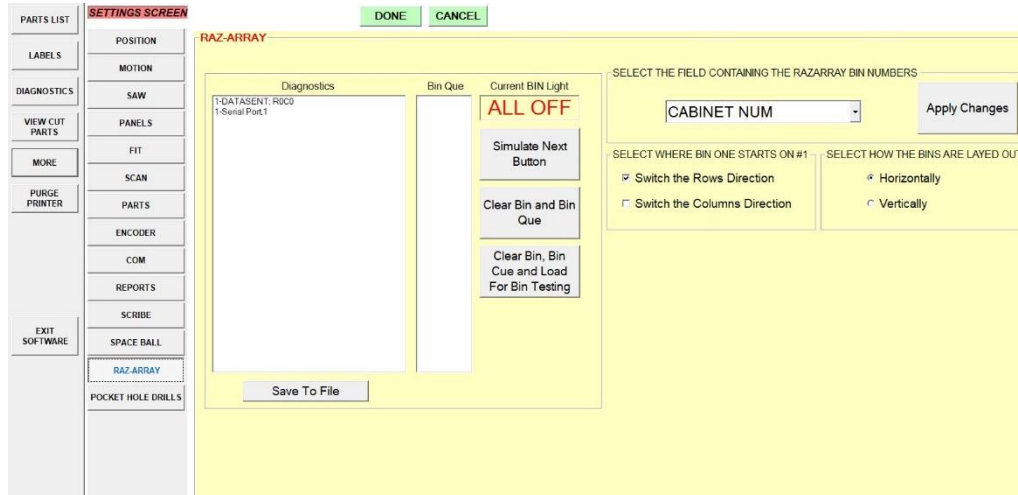 PARTS LIST
LABELS
DIAGNOSTICS
VIEW CUT
PARTS
MORE
PURGE
PRINTER
EXIT
SOFTWARE
SETTINGS SCREEN
POSITION
MOTION
SAW
PANELS
FIT
SCAN
PARTS
ENCODER
COM
REPORTS
SCRIBE
SPACE BALL
RAZ-ARRAY
POCKET HOLE DRILLS
DONE
CANCEL
RAZ-ARRAY
Diagnostics
1-DATASENT: R0C0
1-Serial Port:1
Save To File
Bin Que
Current BIN Light
ALL OFF
Simulate Next
Button
Clear Bin and Bin
Que
Clear Bin, Bin
Cue and Load
For Bin Testing
SELECT THE FIELD CONTAINING THE RAZARRAY BIN NUMBERS
CABINET NUM
Apply Changes
SELECT WHERE BIN ONE STARTS ON #1
Switch the Rows Direction
Switch the Columns Direction
SELECT HOW THE BINS ARE LAYED OU
Horizontally
Vertically